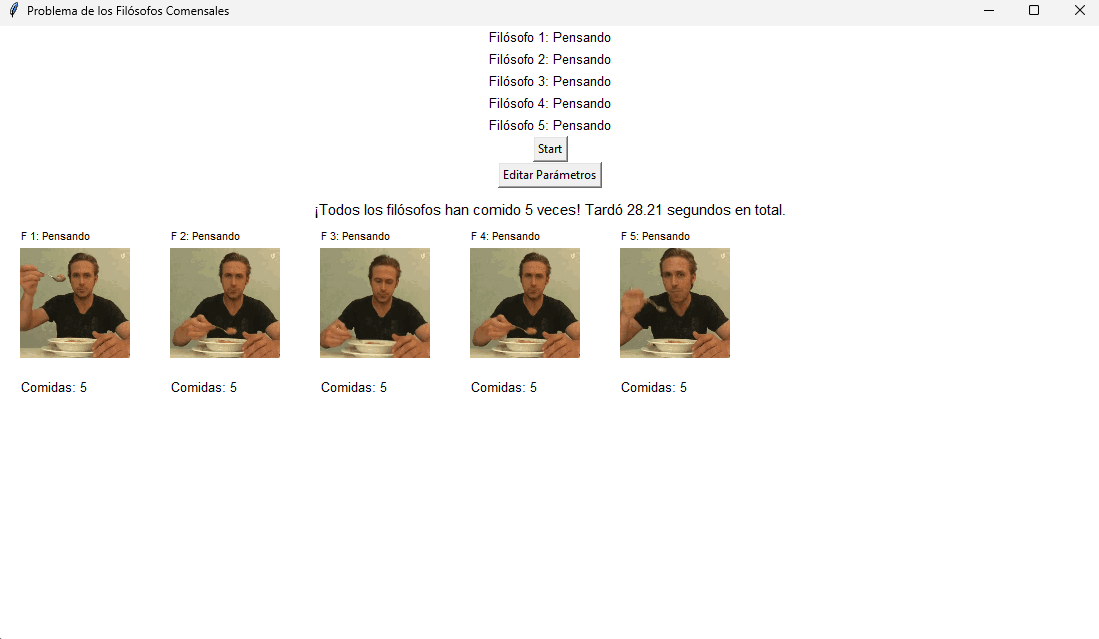 Problema de los Filósofos Comensales
Filósofo 1: Pensando
Filósofo 2: Pensando
Filósofo 3: Pensando
Filósofo 4: Pensando
Filósofo 5: Pensando
Start
Editar Parámetros
¡Todos los filósofos han comido 5 veces! Tardó 28.21 segundos en total.
F 1: Pensando
F 2: Pensando
F 3: Pensando
F 4: Pensando
F 5: Pensando
Comidas: 5
Comidas: 5
Comidas: 5
Comidas: 5
Comidas: 5